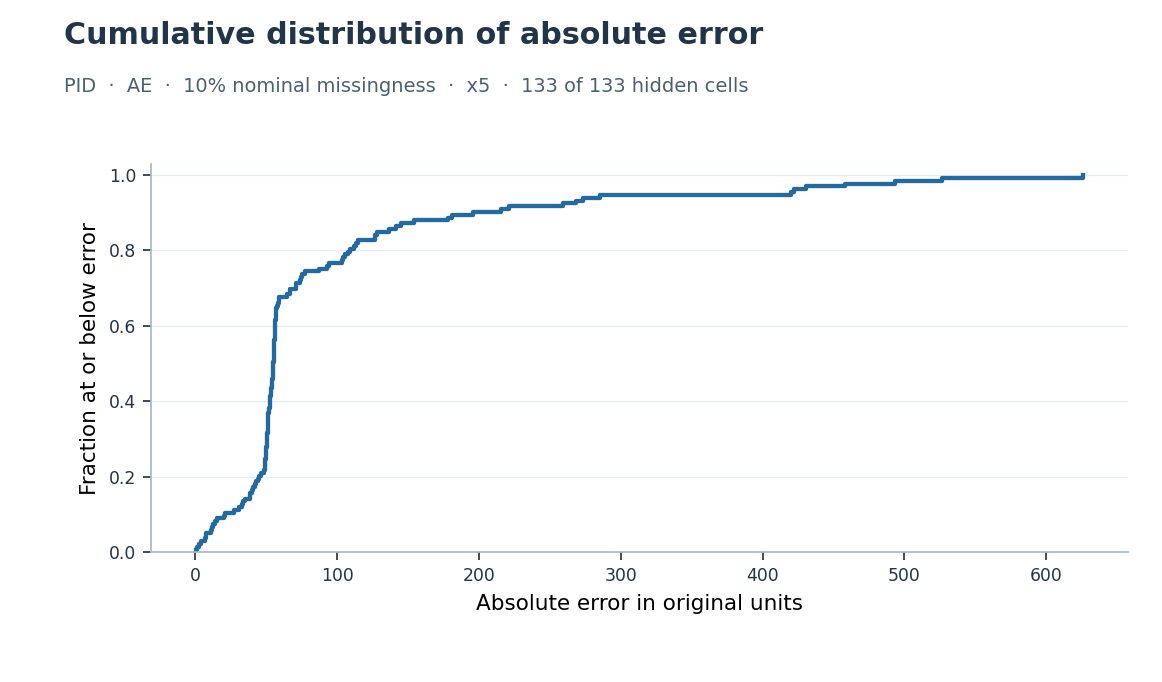 Cumulative distribution of absolute error
PID · AE · 10% nominal missingness · x5 · 133 of 133 hidden cells
1.0
0.8
0.6
0.4
0.2
0.0
Fraction at or below error
0 100 200 300 400 500 600
Absolute error in original units